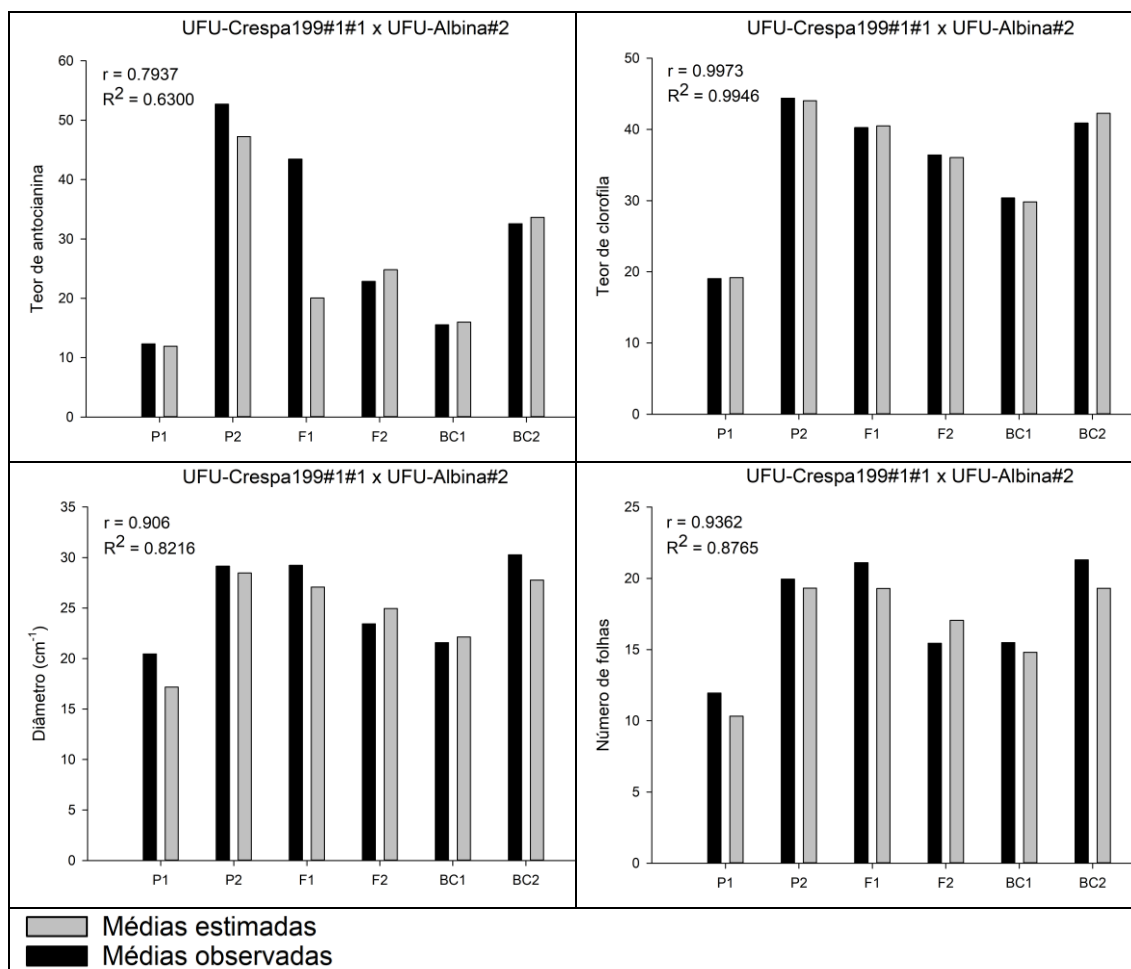 UFU-Crespa199#1#1 x UFU-Albina#2
r = 0.7937
R² = 0.6300
Teor de antocianina
60
50
40
30
20
10
0
P1 P2 F1 F2 BC1 BC2
UFU-Crespa199#1#1 x UFU-Albina#2
r = 0.9973
R² = 0.9946
Teor de clorofila
50
40
30
20
10
0
P1 P2 F1 F2 BC1 BC2
UFU-Crespa199#1#1 x UFU-Albina#2
r = 0.906
R² = 0.8216
Diâmetro (cm⁻¹)
35
30
25
20
15
10
5
0
P1 P2 F1 F2 BC1 BC2
UFU-Crespa199#1#1 x UFU-Albina#2
r = 0.9362
R² = 0.8765
Número de folhas
25
20
15
10
5
0
P1 P2 F1 F2 BC1 BC2
Médias estimadas
Médias observadas